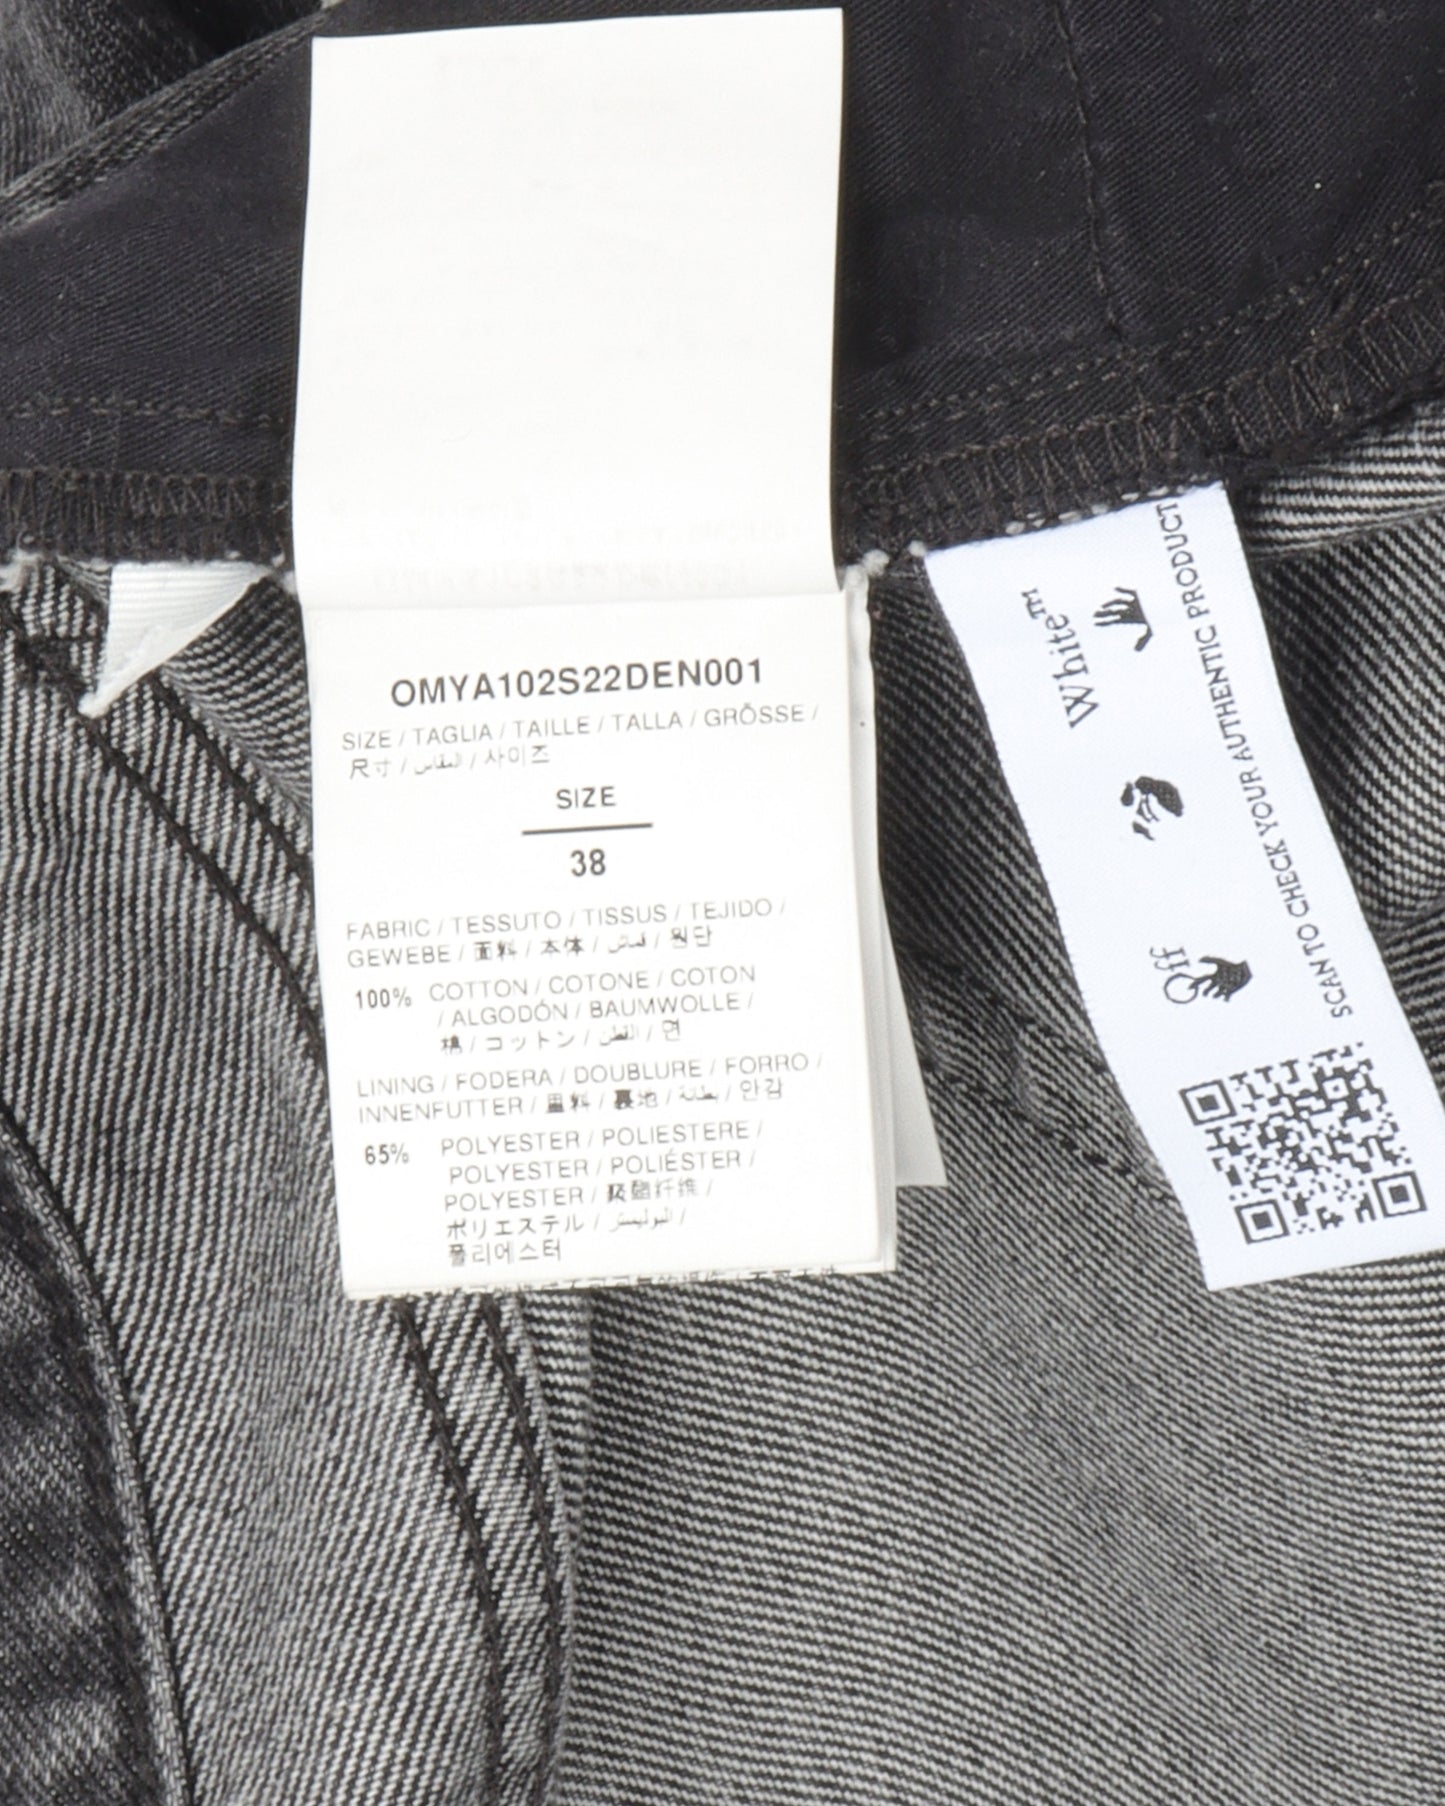 OMYA102S22DEN001
SIZE / TAGLIA / TAILLE / TALLA / GRÖSSE /
尺寸 / المقاس / 사이즈
SIZE
38
FABRIC / TESSUTO / TISSUS / TEJIDO /
GEWEBE / 面料 / 本体 / قماش / 원단
100% COTTON / COTONE / COTON
/ ALGODÓN / BAUMWOLLE /
棉 / コットン / القطن / 면
LINING / FODERA / DOUBLURE / FORRO /
INNENFUTTER / 里料 / 裏地 / بطانة / 안감
65% POLYESTER / POLIESTERE /
POLYESTER / POLIÉSTER /
POLYESTER / 聚酯纤维 /
ポリエステル / البوليستر /
폴리에스터
Off White™
SCAN TO CHECK YOUR AUTHENTIC PRODUCT